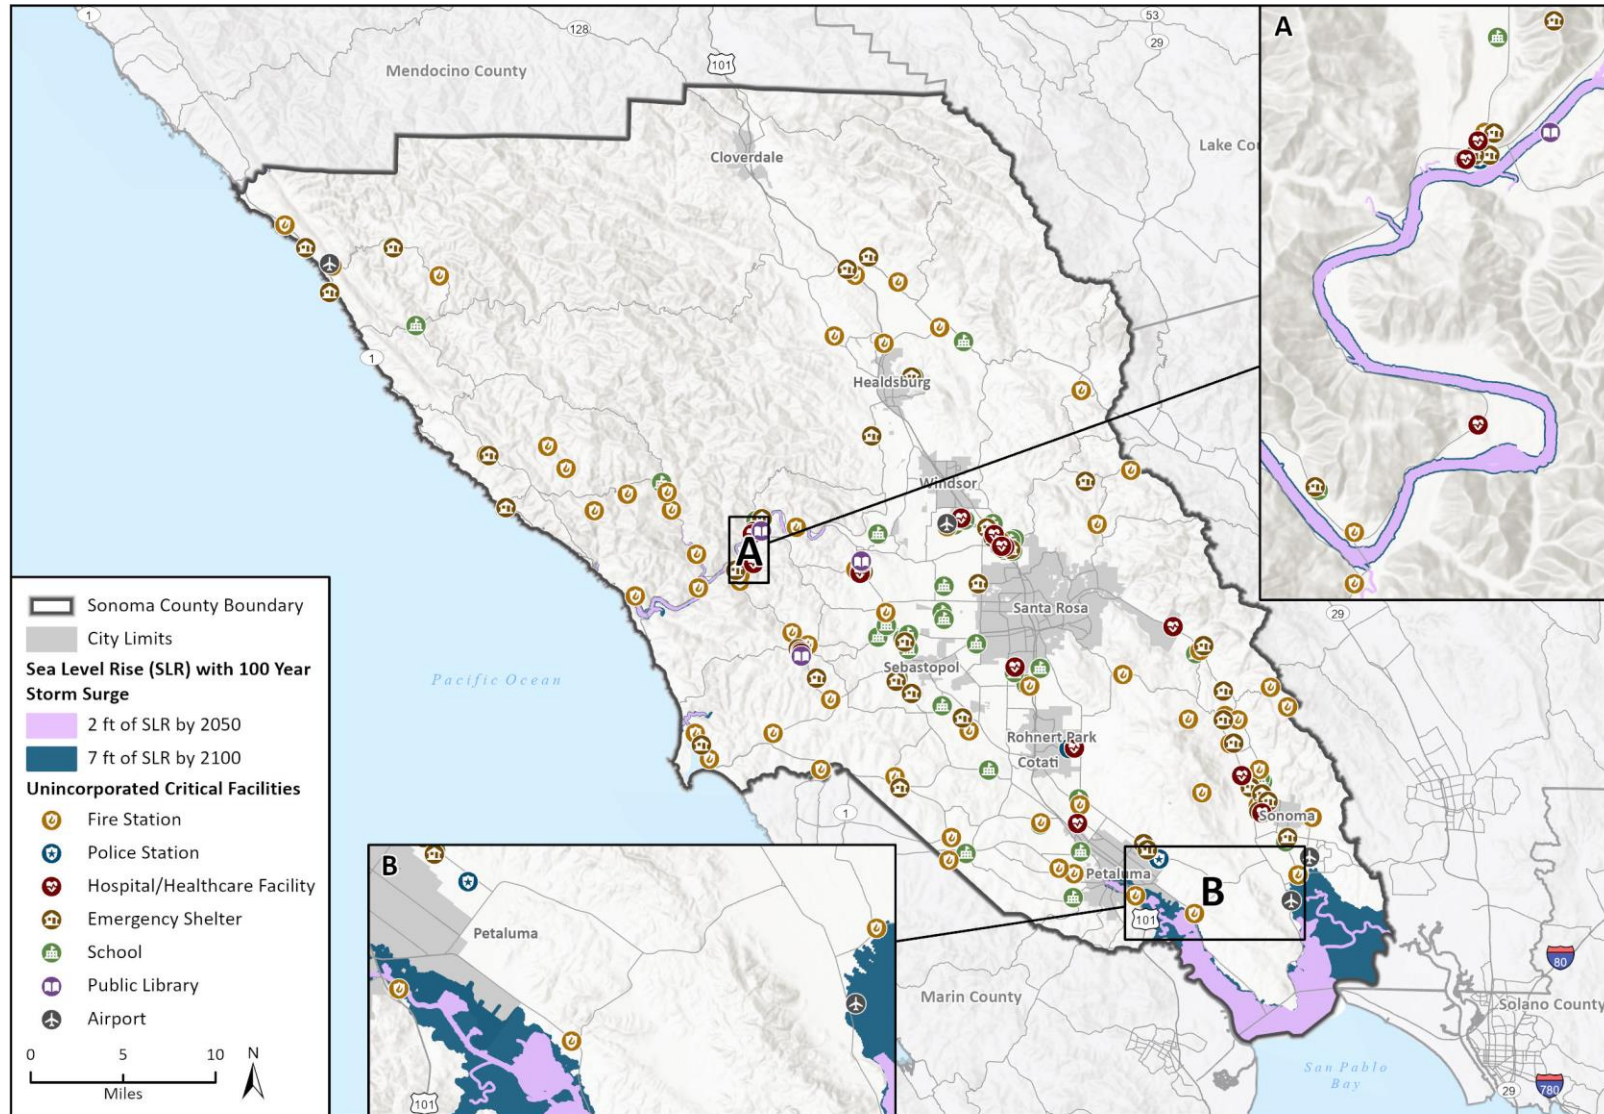 1
128
53
29
101
Mendocino County
Lake Cou
Cloverdale
A
1
Healdsburg
Windsor
A
29
Santa Rosa
Sebastopol
Pacific Ocean
Rohnert Park
Cotati
1
Sonoma
Petaluma
B
101
80
Marin County
Solano County
San Pablo
Bay
29
780
Sonoma County Boundary
City Limits
Sea Level Rise (SLR) with 100 Year
Storm Surge
2 ft of SLR by 2050
7 ft of SLR by 2100
Unincorporated Critical Facilities
Fire Station
Police Station
Hospital/Healthcare Facility
Emergency Shelter
School
Public Library
Airport
0 5 10
Miles
N
B
Petaluma
101